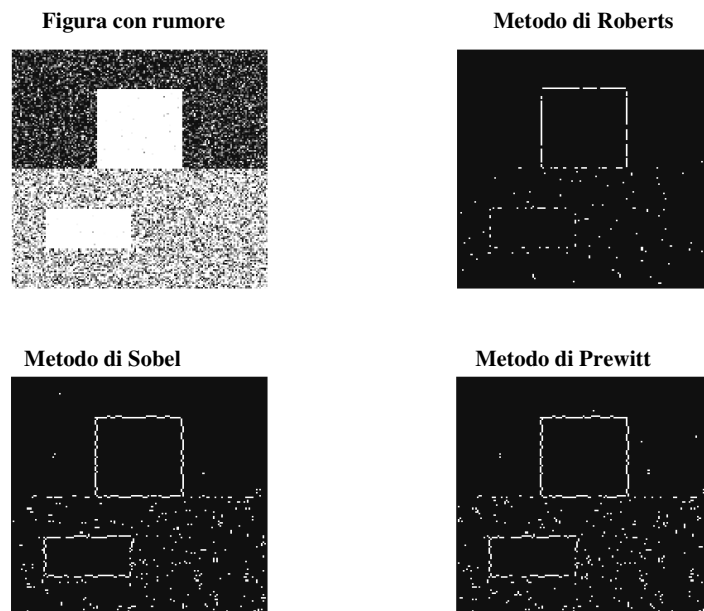 Figura con rumore
Metodo di Roberts
Metodo di Sobel
Metodo di Prewitt